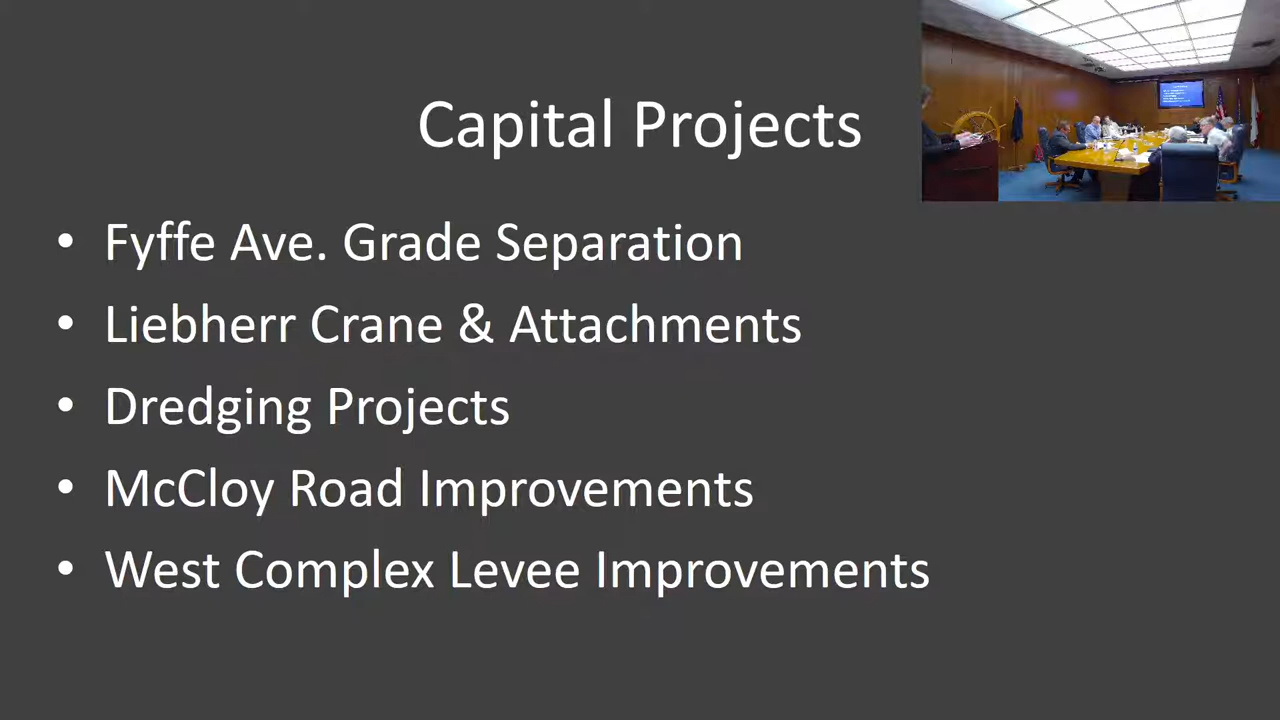 Capital Projects
• Fyffe Ave. Grade Separation
• Liebherr Crane & Attachments
• Dredging Projects
• McCloy Road Improvements
• West Complex Levee Improvements